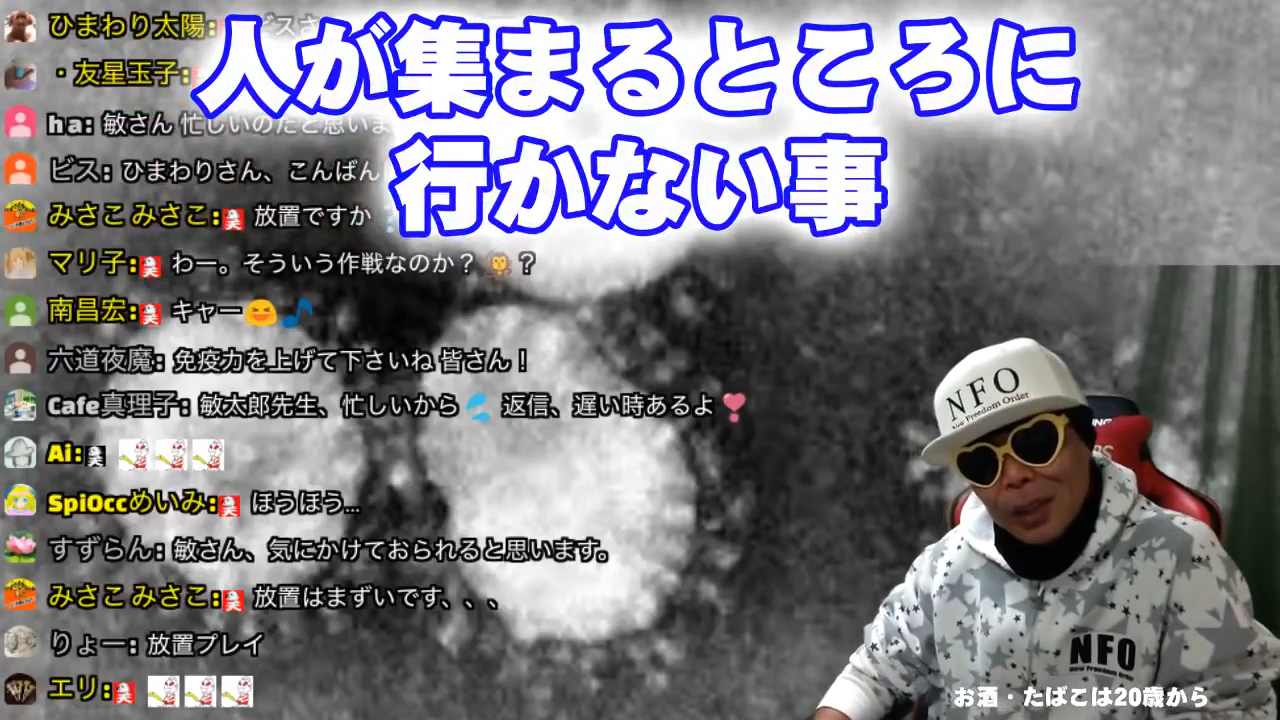 人が集まるところに
行かない事
ひまわり太陽:
・友星玉子:
ha: 敏さん 忙しいのだと思いま
ビス: ひまわりさん、こんばん
みさこ みさこ: 放置ですか
マリ子: わー。そういう作戦なのか? ?
南昌宏: キャー
六道夜魔: 免疫力を上げて下さいね 皆さん!
Cafe真理子: 敏太郎先生、忙しいから 返信、遅い時あるよ
Ai:
SpiOccめいみ: ほうほう...
すずらん: 敏さん、気にかけておられると思います。
みさこ みさこ: 放置はまずいです、、、
りょー: 放置プレイ
エリ:
NFO
New Freedom Order
NFO
New Freedom Order
お酒・たばこは20歳から